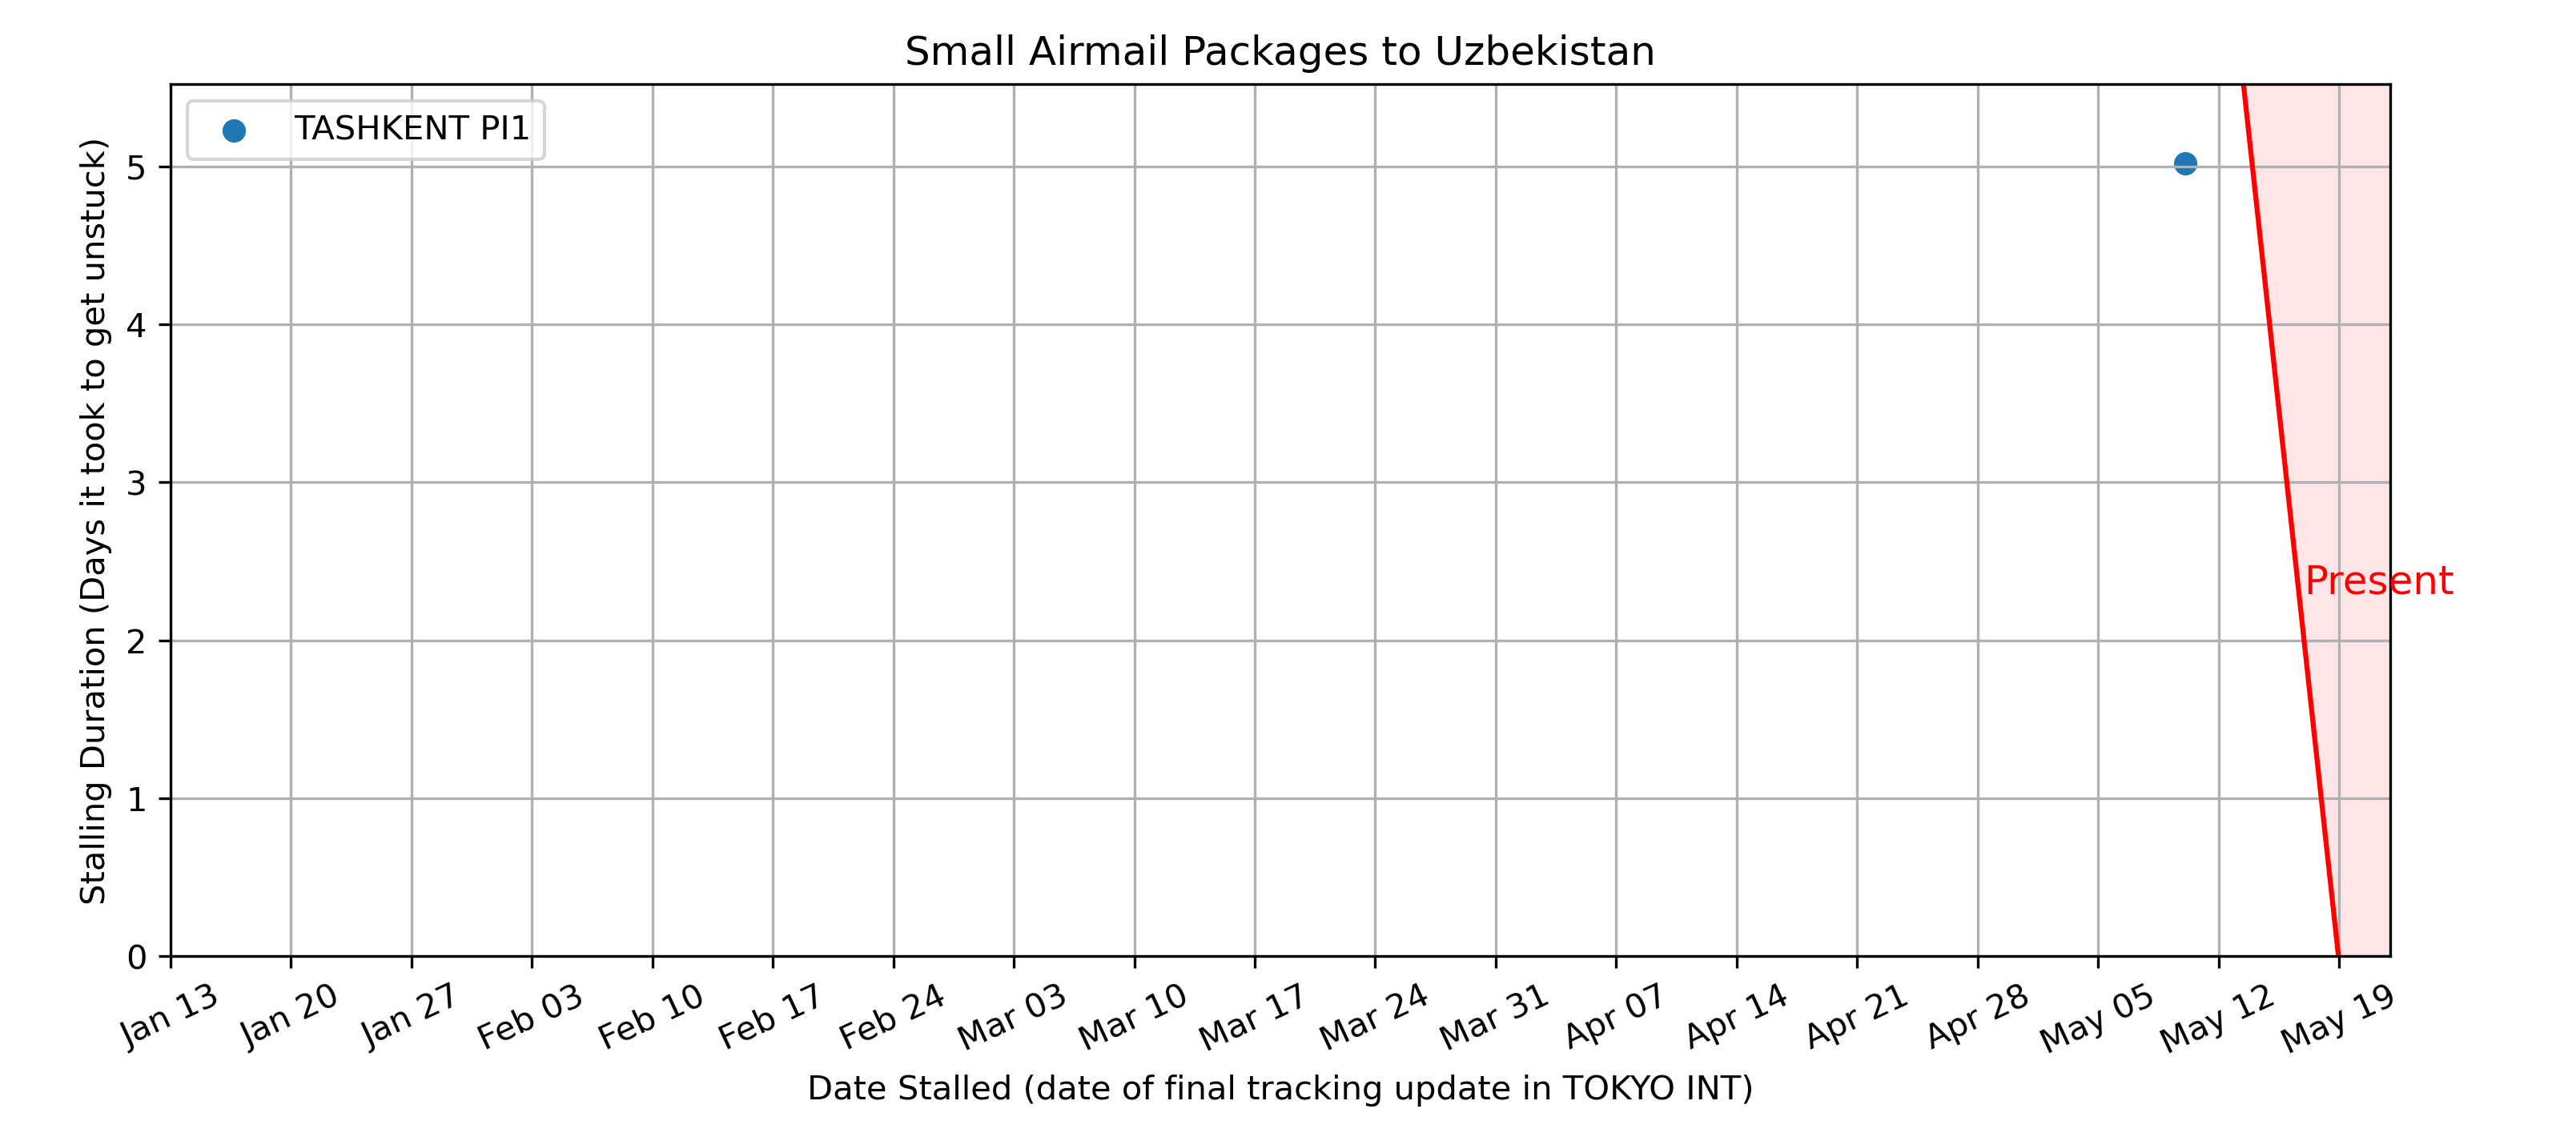 Small Airmail Packages to Uzbekistan
TASHKENT PI1
Stalling Duration (Days it took to get unstuck)
5
4
3
2
1
0
Present
Jan 13
Jan 20
Jan 27
Feb 03
Feb 10
Feb 17
Feb 24
Mar 03
Mar 10
Mar 17
Mar 24
Mar 31
Apr 07
Apr 14
Apr 21
Apr 28
May 05
May 12
May 19
Date Stalled (date of final tracking update in TOKYO INT)